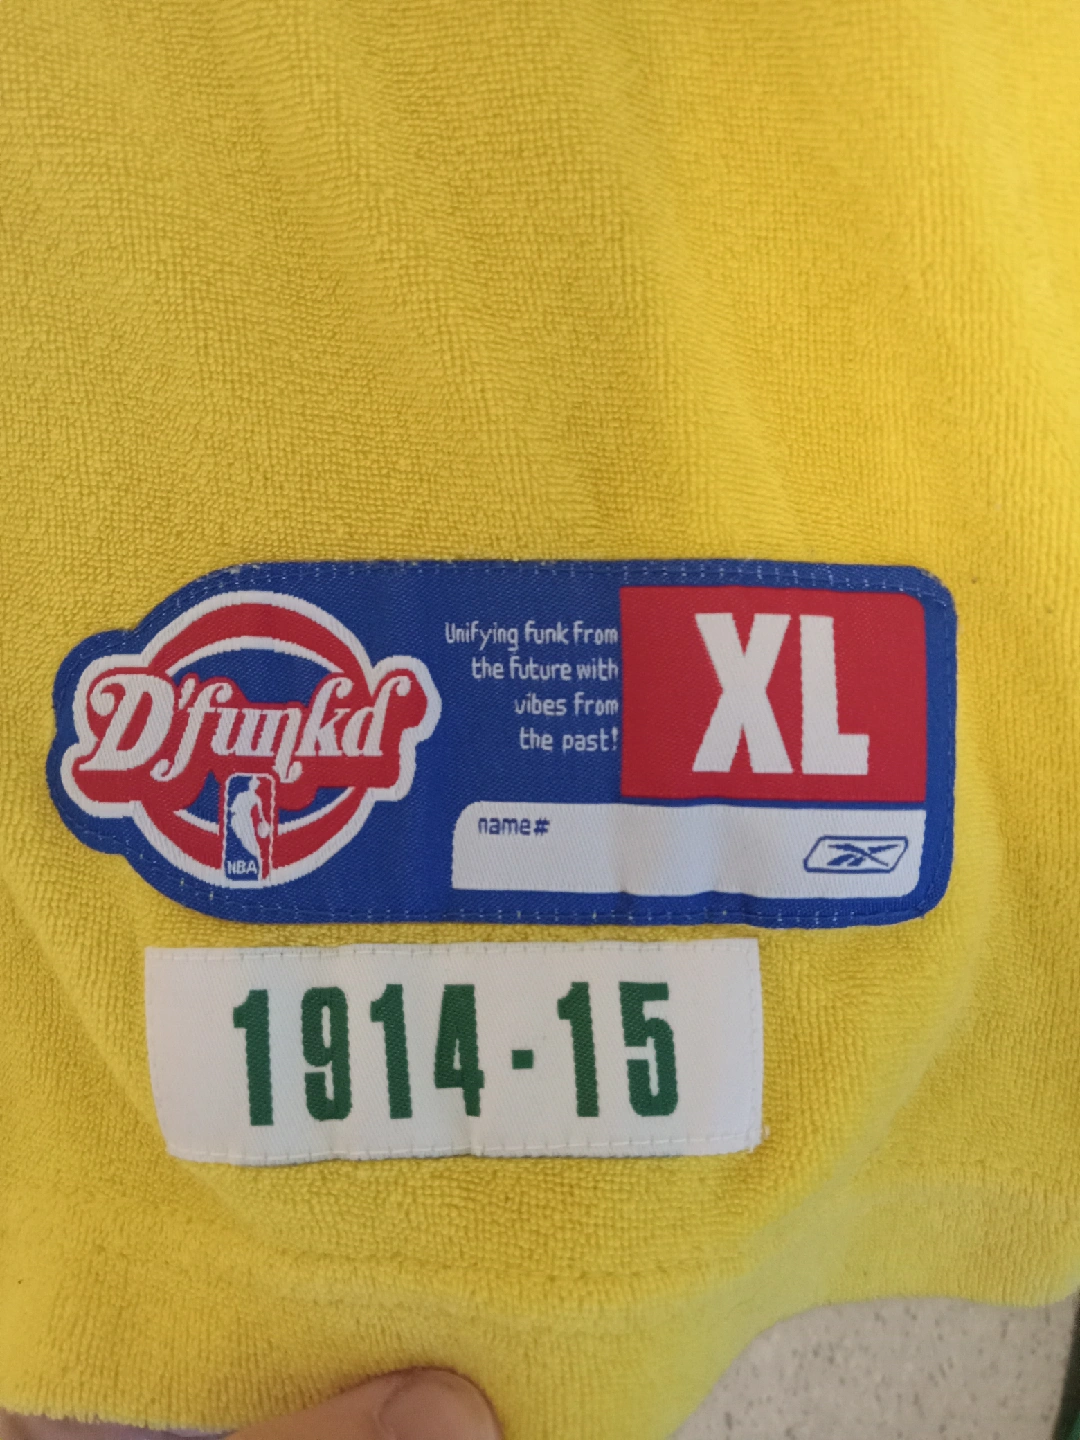 D'funkd
NBA
Unifying funk from
the future with
vibes from
the past!
XL
name#
1914-15